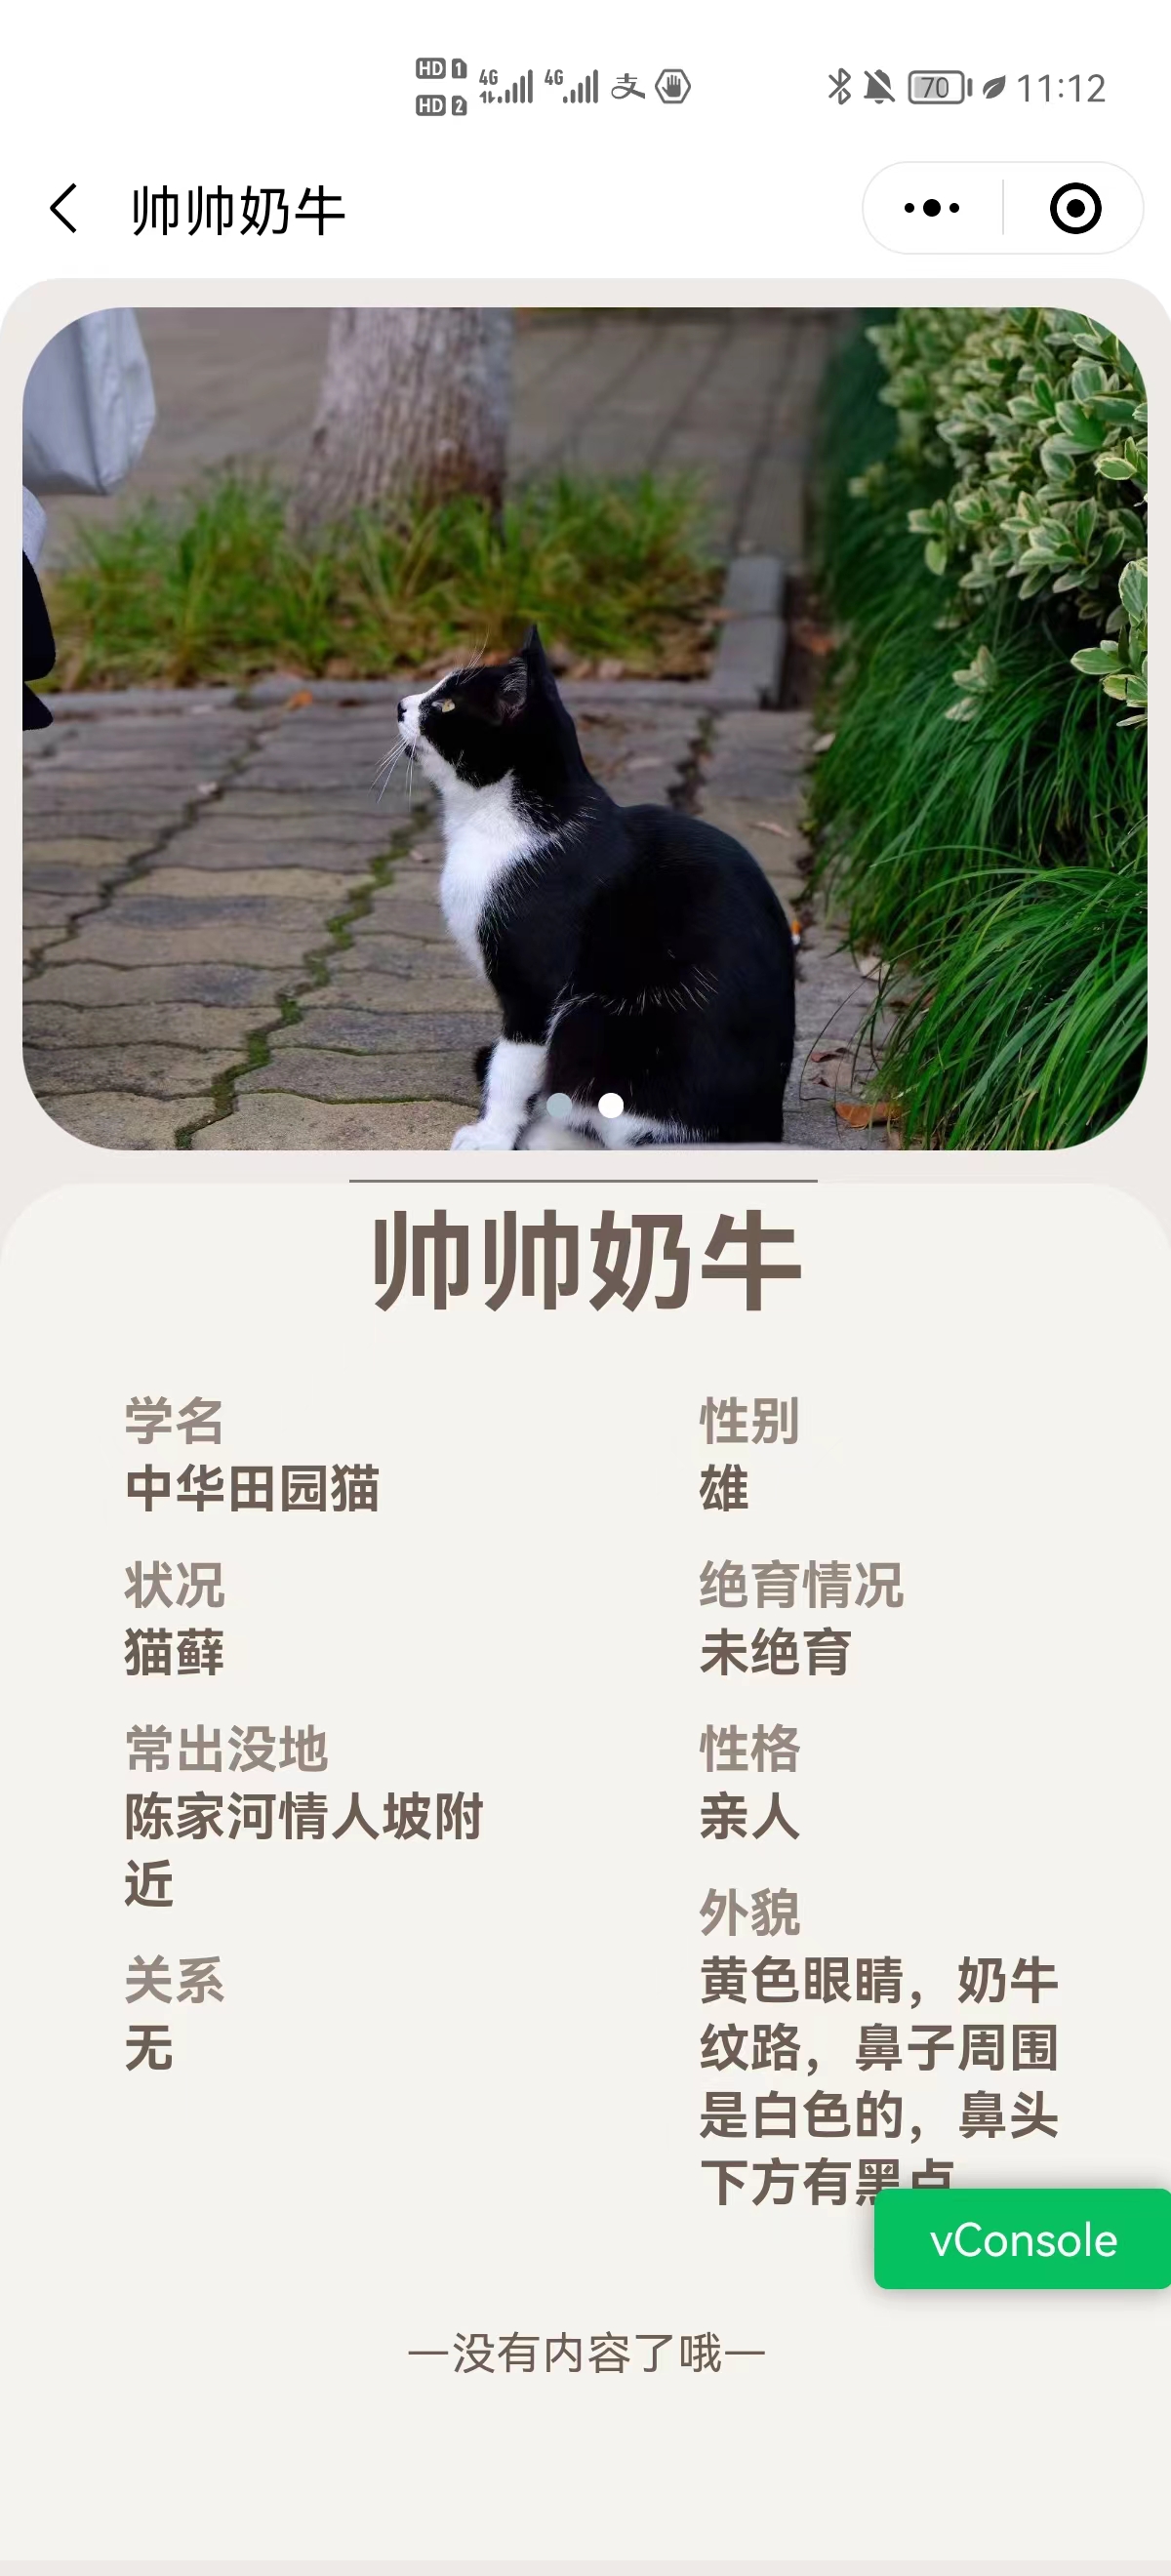 HD 1 4G 4G 支 70 11:12
HD 2
帅帅奶牛
帅帅奶牛
学名
中华田园猫
状况
猫藓
常出没地
陈家河情人坡附
近
关系
无
性别
雄
绝育情况
未绝育
性格
亲人
外貌
黄色眼睛，奶牛
纹路，鼻子周围
是白色的，鼻头
下方有黑点
vConsole
—没有内容了哦—